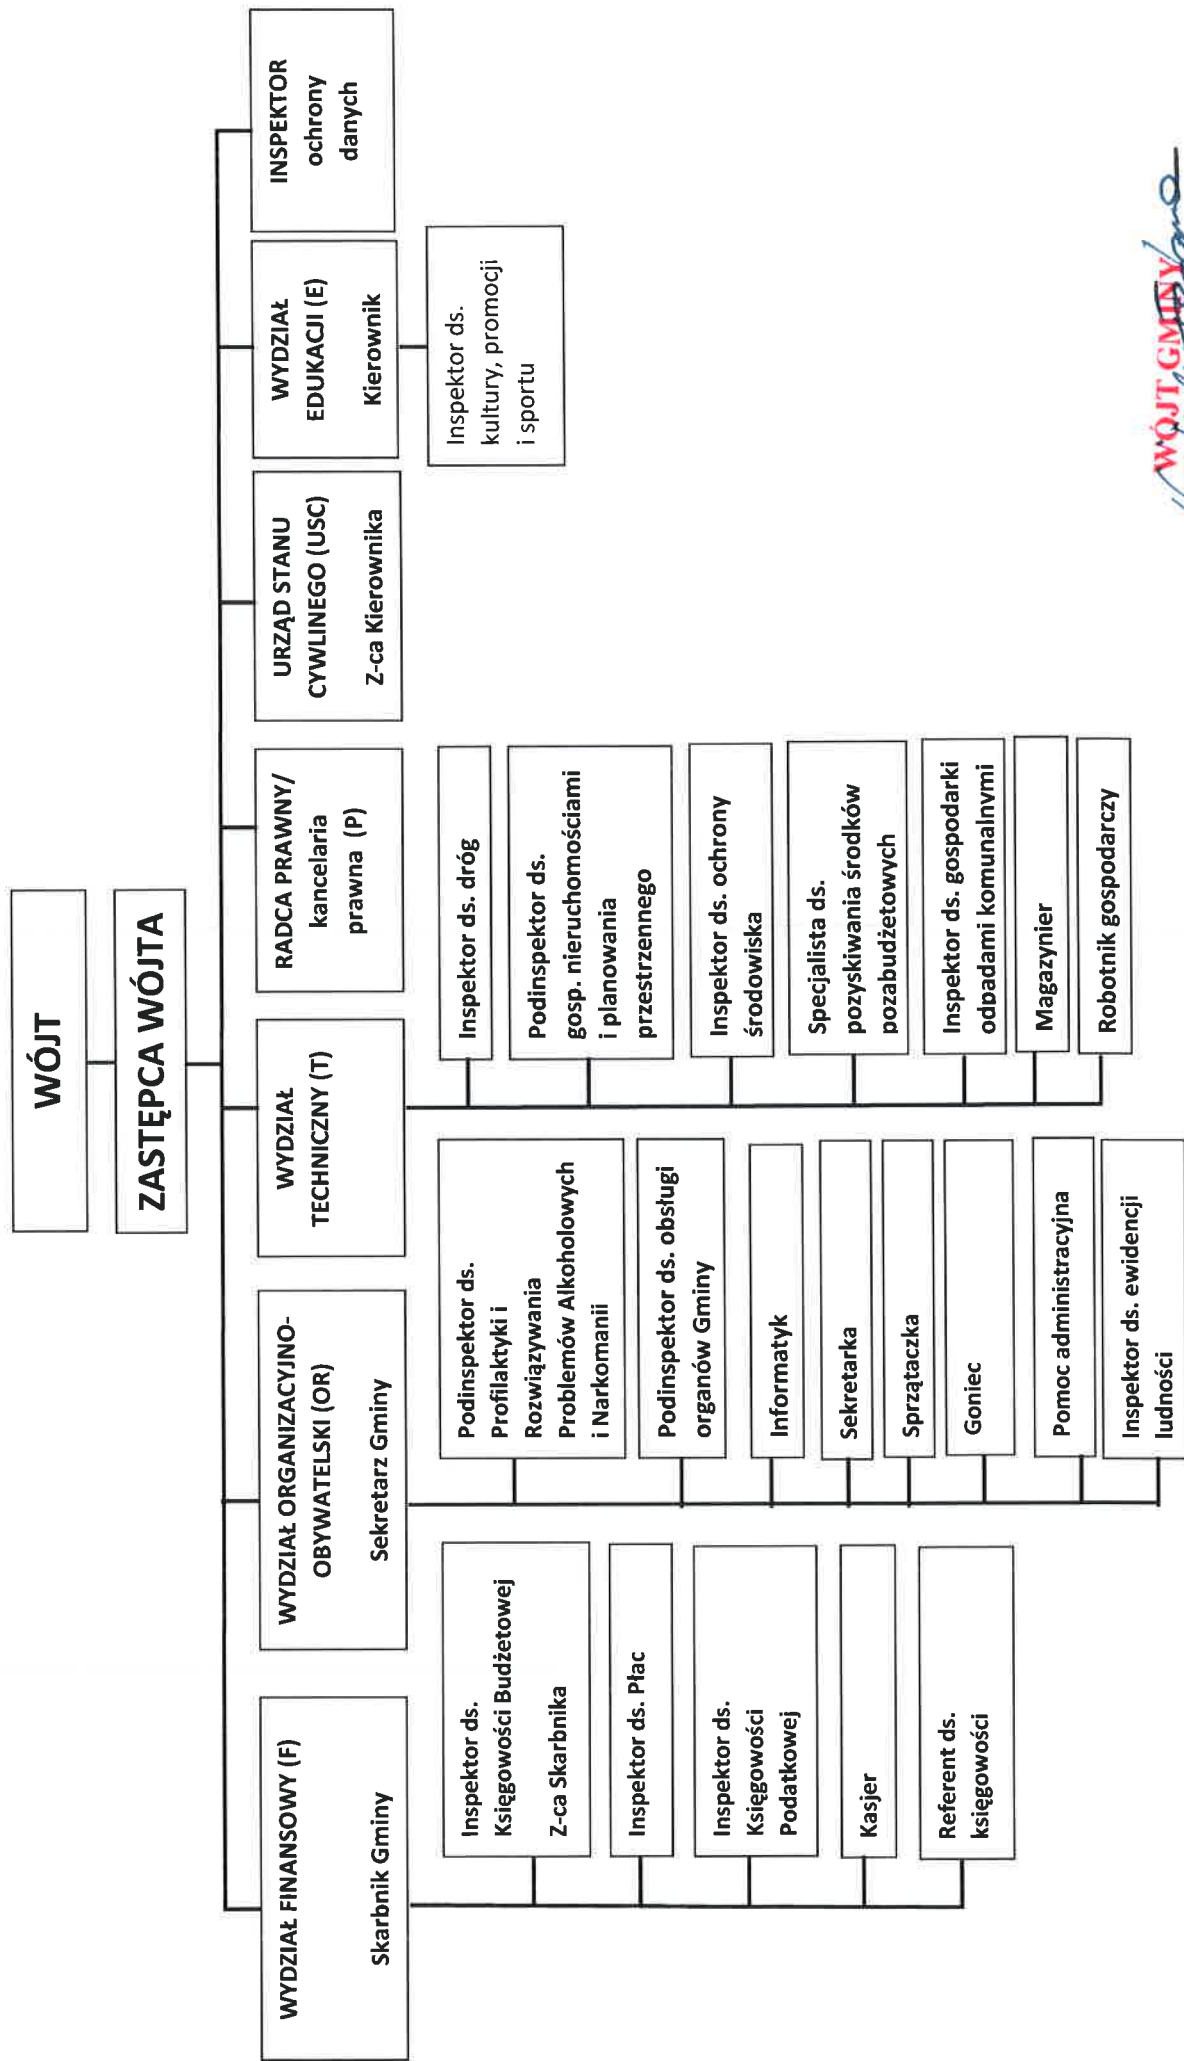 WÓJT
ZASTĘPCA WÓJTA
WYDZIAŁ FINANSOWY (F)
Skarbnik Gminy
Inspektor ds.
Księgowości Budżetowej
Z-ca Skarbnika
Inspektor ds. Płac
Inspektor ds.
Księgowości
Podatkowej
Kasjer
Referent ds.
księgowości
WYDZIAŁ ORGANIZACYJNO-
OBYWATELSKI (OR)
Sekretarz Gminy
Podinspektor ds.
Profilaktyki i
Rozwiązywania
Problemów Alkoholowych
i Narkomanii
Podinspektor ds. obsługi
organów Gminy
Informatyk
Sekretarka
Sprzątaczka
Goniec
Pomoc administracyjna
Inspektor ds. ewidencji
ludności
WYDZIAŁ
TECHNICZNY (T)
Inspektor ds. dróg
Podinspektor ds.
gosp. nieruchomościami
i planowania
przestrzennego
Inspektor ds. ochrony
środowiska
Specjalista ds.
pozyskiwania środków
pozabudżetowych
Inspektor ds. gospodarki
odpadami komunalnymi
Magazynier
Robotnik gospodarczy
RADCA PRAWNY/
kancelaria
prawna (P)
URZĄD STANU
CYWLINEGO (USC)
Z-ca Kierownika
WYDZIAŁ
EDUKACJI (E)
Kierownik
Inspektor ds.
kultury, promocji
i sportu
INSPEKTOR
ochrony
danych
WÓJT GMINY